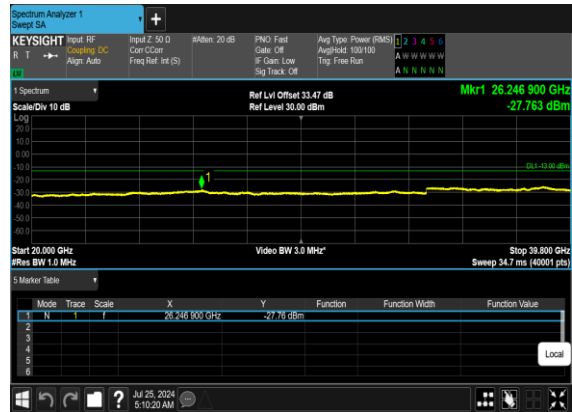 Spectrum Analyzer 1
Swept SA
+
KEYSIGHT Input: RF Input Z: 50 Ω #Atten: 20 dB PNO: Fast Avg Type: Power (RMS) 1 2 3 4 5 6
R T Coupling: DC Corr CCorr Gate: Off Avg|Hold: 100/100 A W W W W W
Align: Auto Freq Ref: Int (S) IF Gain: Low Trig: Free Run
Sig Track: Off A N N N N N
1 Spectrum
Ref Lvl Offset 33.47 dB Mkr1 26.246 900 GHz
Scale/Div 10 dB Ref Level 30.00 dBm -27.763 dBm
Log
20.0
10.0
0.00
-10.0
DL1 -13.00 dBm
-20.0
1
-30.0
-40.0
-50.0
-60.0
Start 20.000 GHz Video BW 3.0 MHz* Stop 39.800 GHz
#Res BW 1.0 MHz Sweep 34.7 ms (40001 pts)
5 Marker Table
Mode Trace Scale X Y Function Function Width Function Value
1 N 1 f 26.246 900 GHz -27.76 dBm
2
3
4
5
6
Local
? Jul 25, 2024
5:10:20 AM